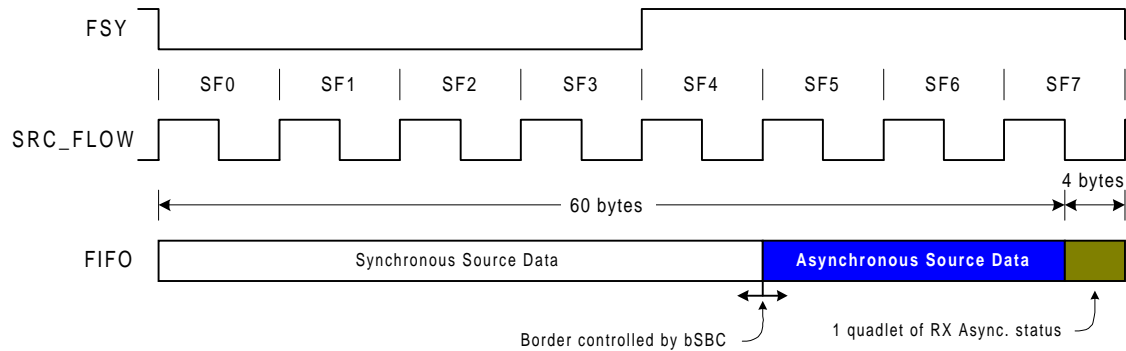 FSY
SF0 SF1 SF2 SF3 SF4 SF5 SF6 SF7
SRC_FLOW
4 bytes
60 bytes
FIFO
Synchronous Source Data
Asynchronous Source Data
Border controlled by bSBC
1 quadlet of RX Async. status